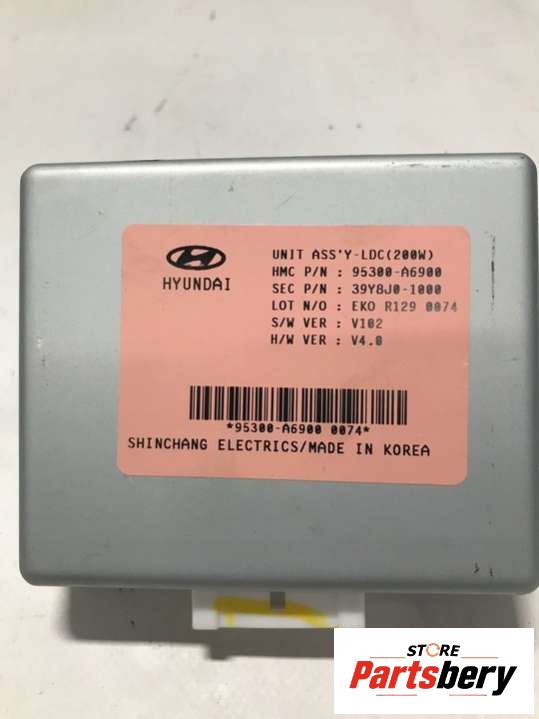 HYUNDAI
UNIT ASS'Y-LDC(200W)
HMC P/N : 95300-A6900
SEC P/N : 39Y8J0-1000
LOT N/O : EKO R129 0074
S/W VER : V102
H/W VER : V4.0
*95300-A6900 0074*
SHINCHANG ELECTRICS/MADE IN KOREA
STORE
Partsbery